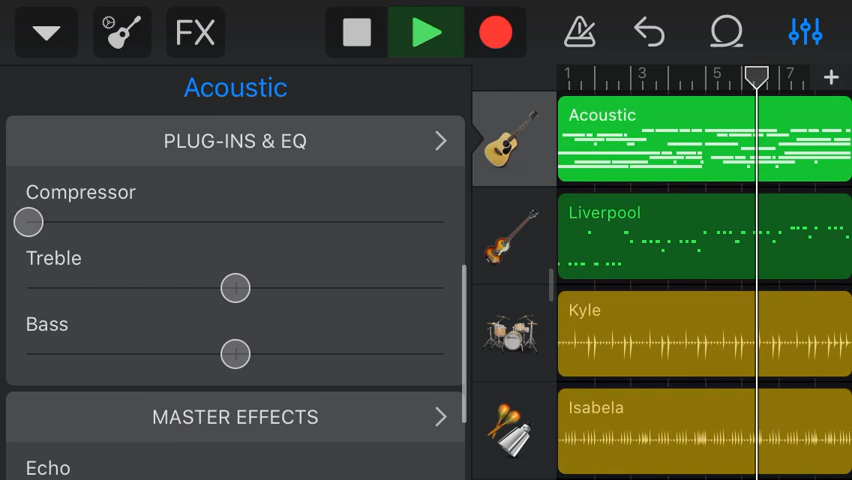 FX
1 3 5 7 +
Acoustic
PLUG-INS & EQ
Compressor
Treble
Bass
MASTER EFFECTS
Echo
Acoustic
Liverpool
Kyle
Isabela